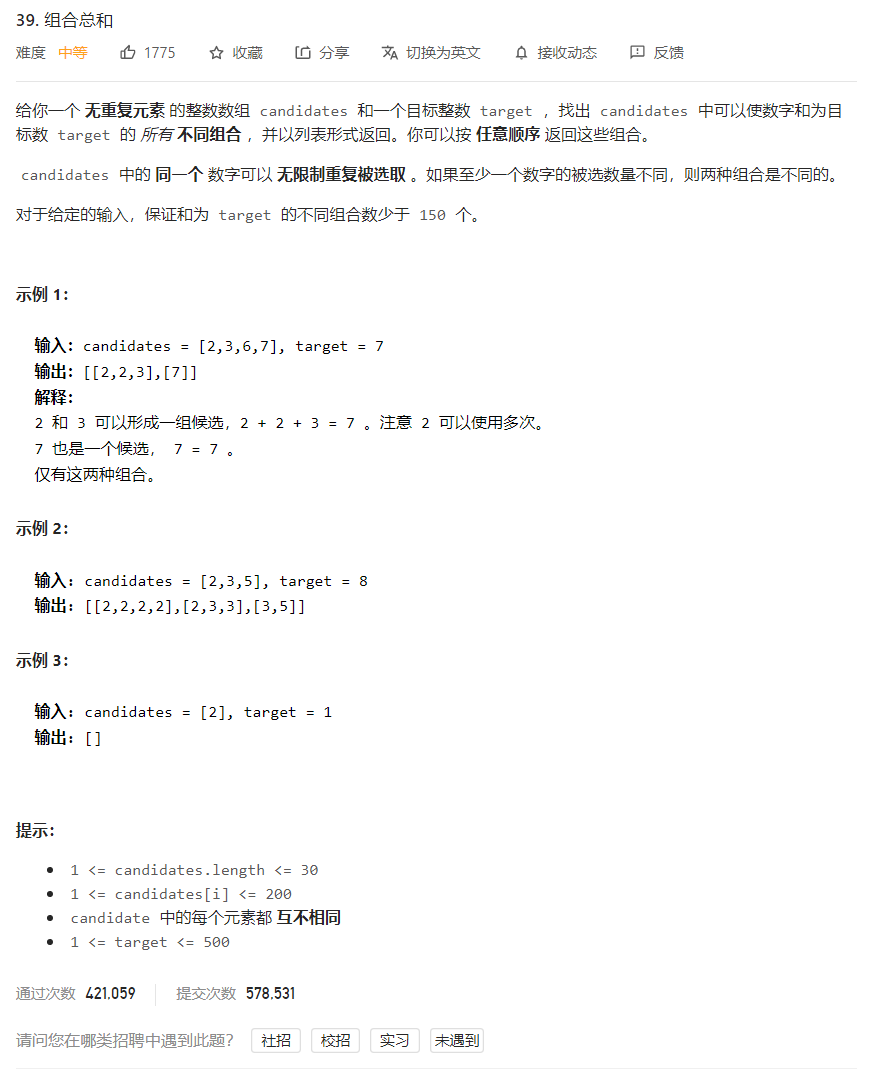 39. 组合总和
难度 中等 1775 收藏 分享 切换为英文 接收动态 反馈
给你一个 无重复元素 的整数数组 candidates 和一个目标整数 target ，找出 candidates 中可以使数字和为目
标数 target 的 所有 不同组合 ，并以列表形式返回。你可以按 任意顺序 返回这些组合。
candidates 中的 同一个 数字可以 无限制重复被选取 。如果至少一个数字的被选数量不同，则两种组合是不同的。
对于给定的输入，保证和为 target 的不同组合数少于 150 个。
示例 1：
输入：candidates = [2,3,6,7], target = 7
输出：[[2,2,3],[7]]
解释：
2 和 3 可以形成一组候选，2 + 2 + 3 = 7 。注意 2 可以使用多次。
7 也是一个候选， 7 = 7 。
仅有这两种组合。
示例 2：
输入：candidates = [2,3,5], target = 8
输出：[[2,2,2,2],[2,3,3],[3,5]]
示例 3：
输入：candidates = [2], target = 1
输出：[]
提示：
1 <= candidates.length <= 30
1 <= candidates[i] <= 200
candidate 中的每个元素都 互不相同
1 <= target <= 500
通过次数 421,059 提交次数 578,531
请问您在哪类招聘中遇到此题？ 社招 校招 实习 未遇到